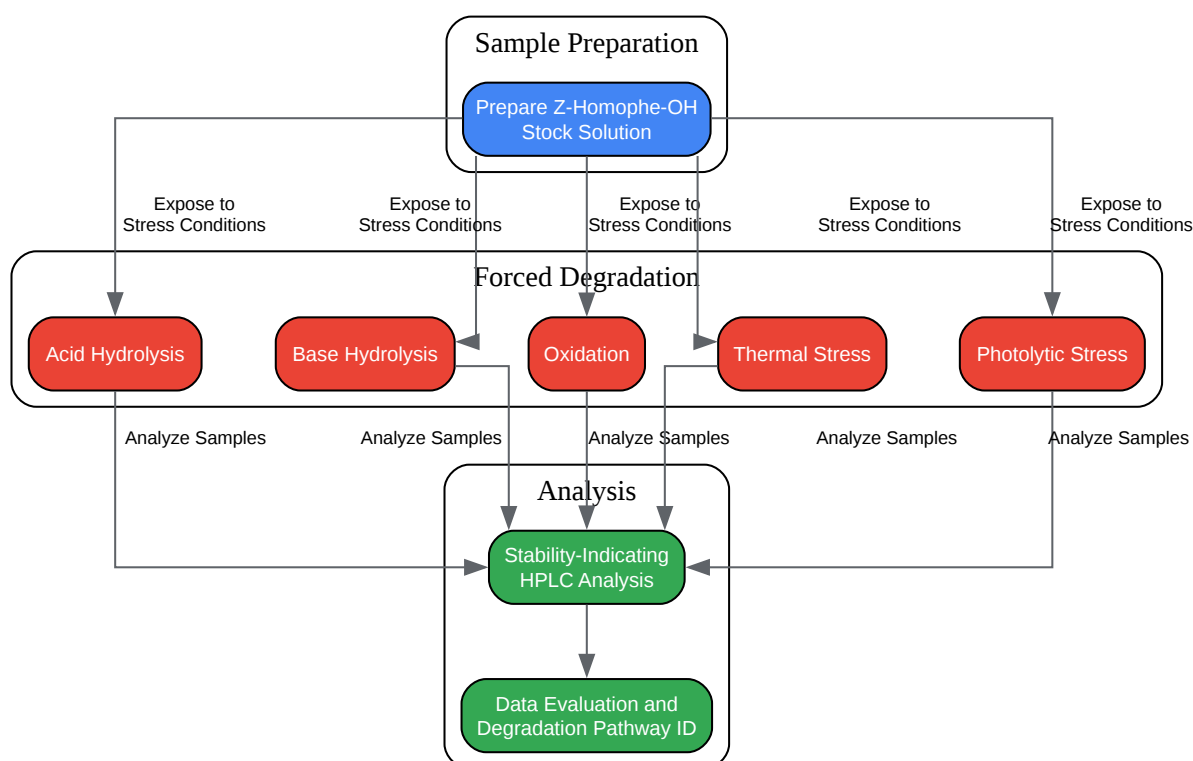 Sample Preparation
Prepare Z-Homophe-OH
Stock Solution
Expose to
Stress Conditions
Expose to
Stress Conditions
Expose to
Stress Conditions
Expose to
Stress Conditions
Expose to
Stress Conditions
Forced Degradation
Acid Hydrolysis
Base Hydrolysis
Oxidation
Thermal Stress
Photolytic Stress
Analyze Samples
Analyze Samples
Analyze Samples
Analyze Samples
Analyze Samples
Analysis
Stability-Indicating
HPLC Analysis
Data Evaluation and
Degradation Pathway ID